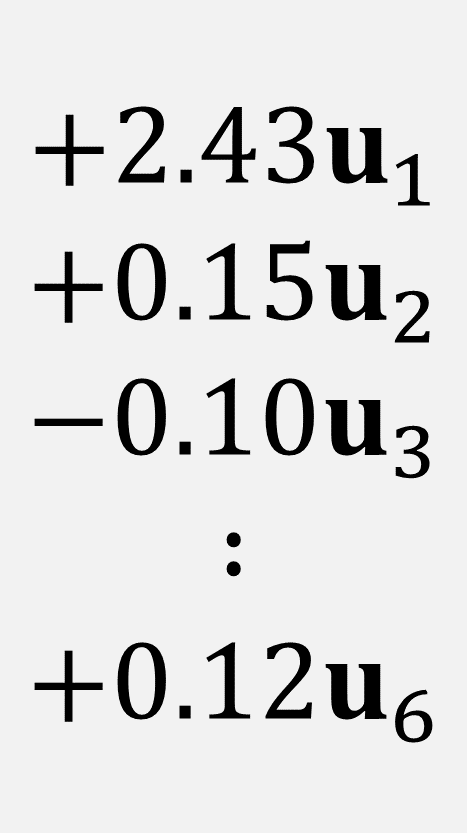 +2.43u₁
+0.15u₂
−0.10u₃
:
+0.12u₆